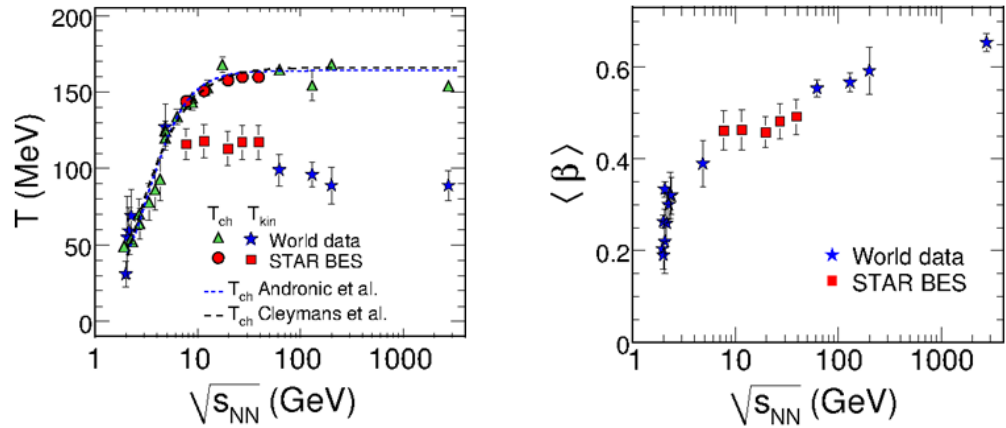 200
150
100
50
0
T (MeV)
T_ch T_kin
World data
STAR BES
T_ch Andronic et al.
T_ch Cleymans et al.
1 10 100 1000
√s_NN (GeV)
0.6
0.4
0.2
0
⟨β⟩
World data
STAR BES
1 10 100 1000
√s_NN (GeV)